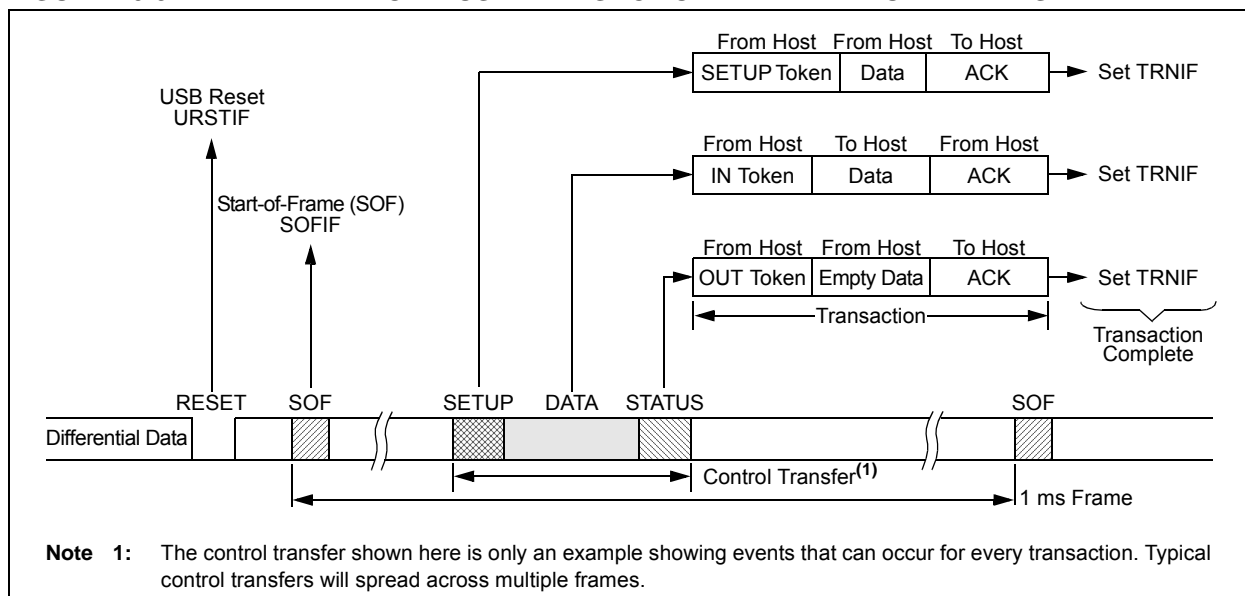 From Host From Host To Host
SETUP Token Data ACK Set TRNIF
USB Reset
URSTIF
From Host To Host From Host
IN Token Data ACK Set TRNIF
Start-of-Frame (SOF)
SOFIF
From Host From Host To Host
OUT Token Empty Data ACK Set TRNIF
Transaction
Transaction
Complete
RESET SOF SETUP DATA STATUS SOF
Differential Data
Control Transfer(1)
1 ms Frame
Note 1: The control transfer shown here is only an example showing events that can occur for every transaction. Typical
control transfers will spread across multiple frames.